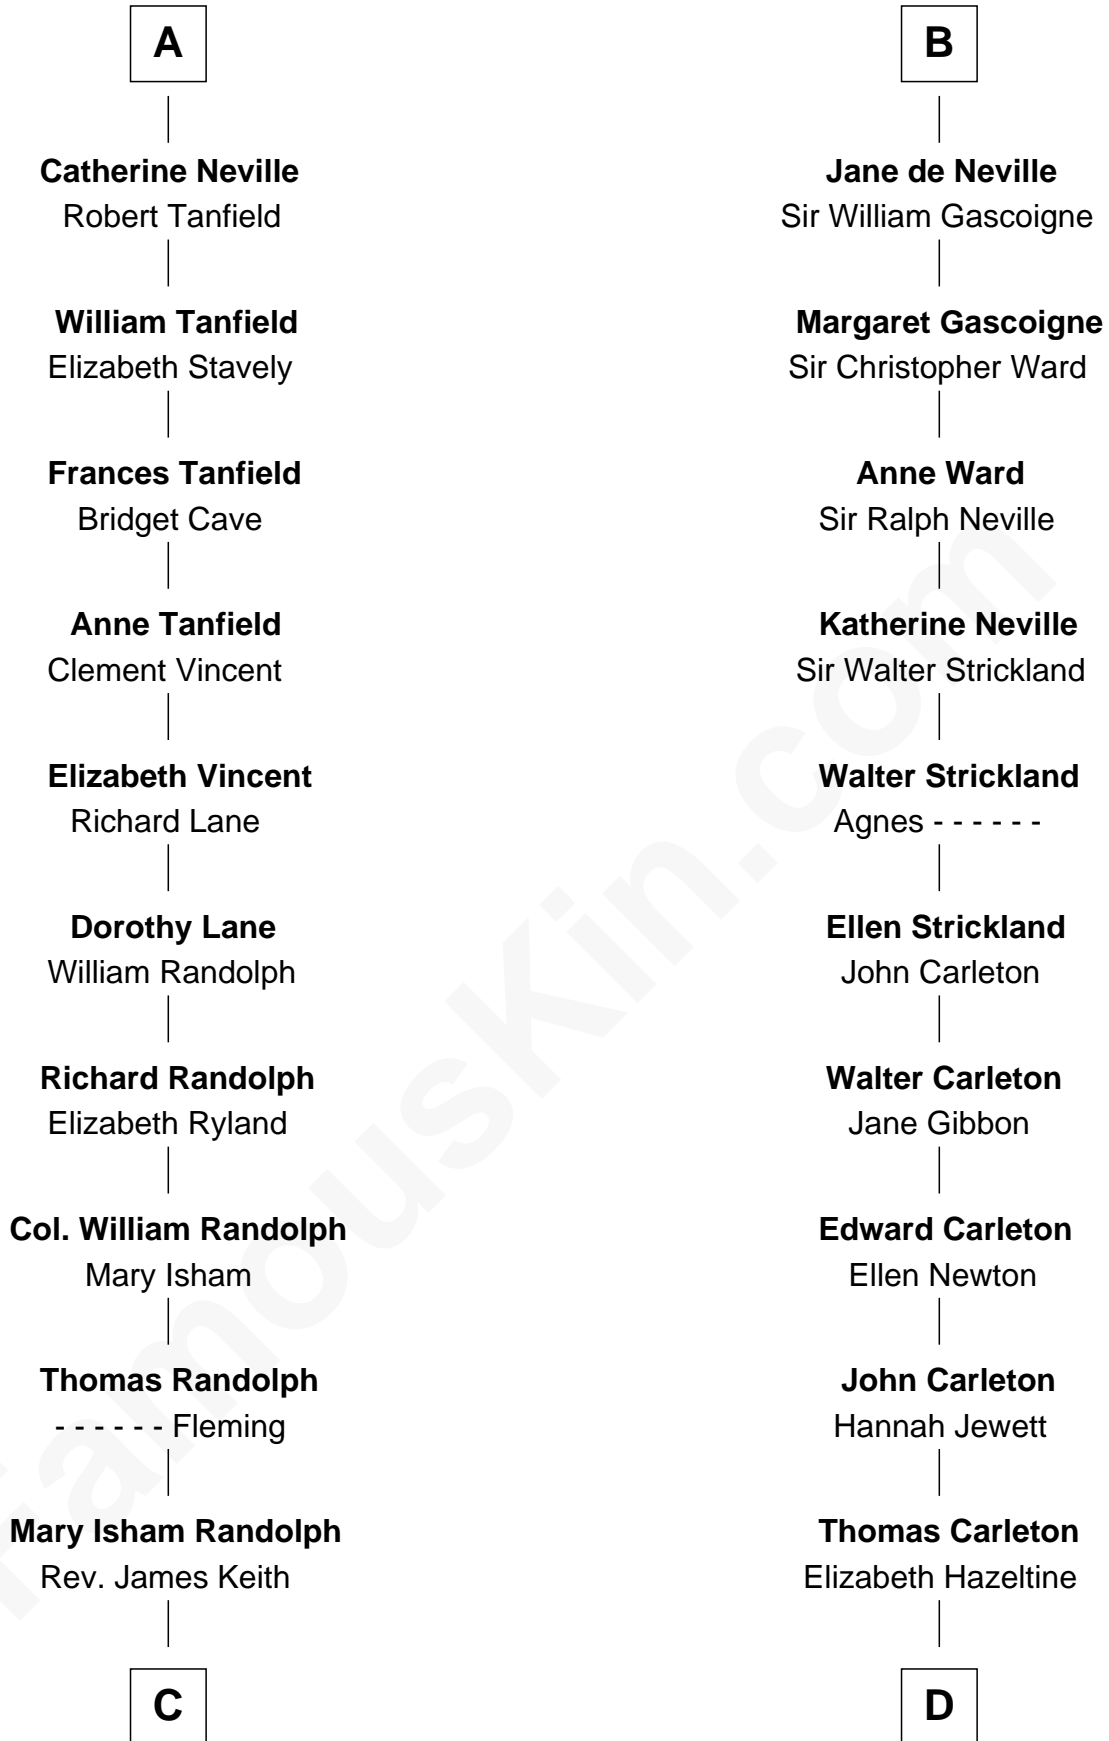 A
Catherine Neville
Robert Tanfield
William Tanfield
Elizabeth Stavely
Frances Tanfield
Bridget Cave
Anne Tanfield
Clement Vincent
Elizabeth Vincent
Richard Lane
Dorothy Lane
William Randolph
Richard Randolph
Elizabeth Ryland
Col. William Randolph
Mary Isham
Thomas Randolph
- - - - - - Fleming
Mary Isham Randolph
Rev. James Keith
C
B
Jane de Neville
Sir William Gascoigne
Margaret Gascoigne
Sir Christopher Ward
Anne Ward
Sir Ralph Neville
Katherine Neville
Sir Walter Strickland
Walter Strickland
Agnes - - - - - -
Ellen Strickland
John Carleton
Walter Carleton
Jane Gibbon
Edward Carleton
Ellen Newton
John Carleton
Hannah Jewett
Thomas Carleton
Elizabeth Hazeltine
D
FamousKin.com